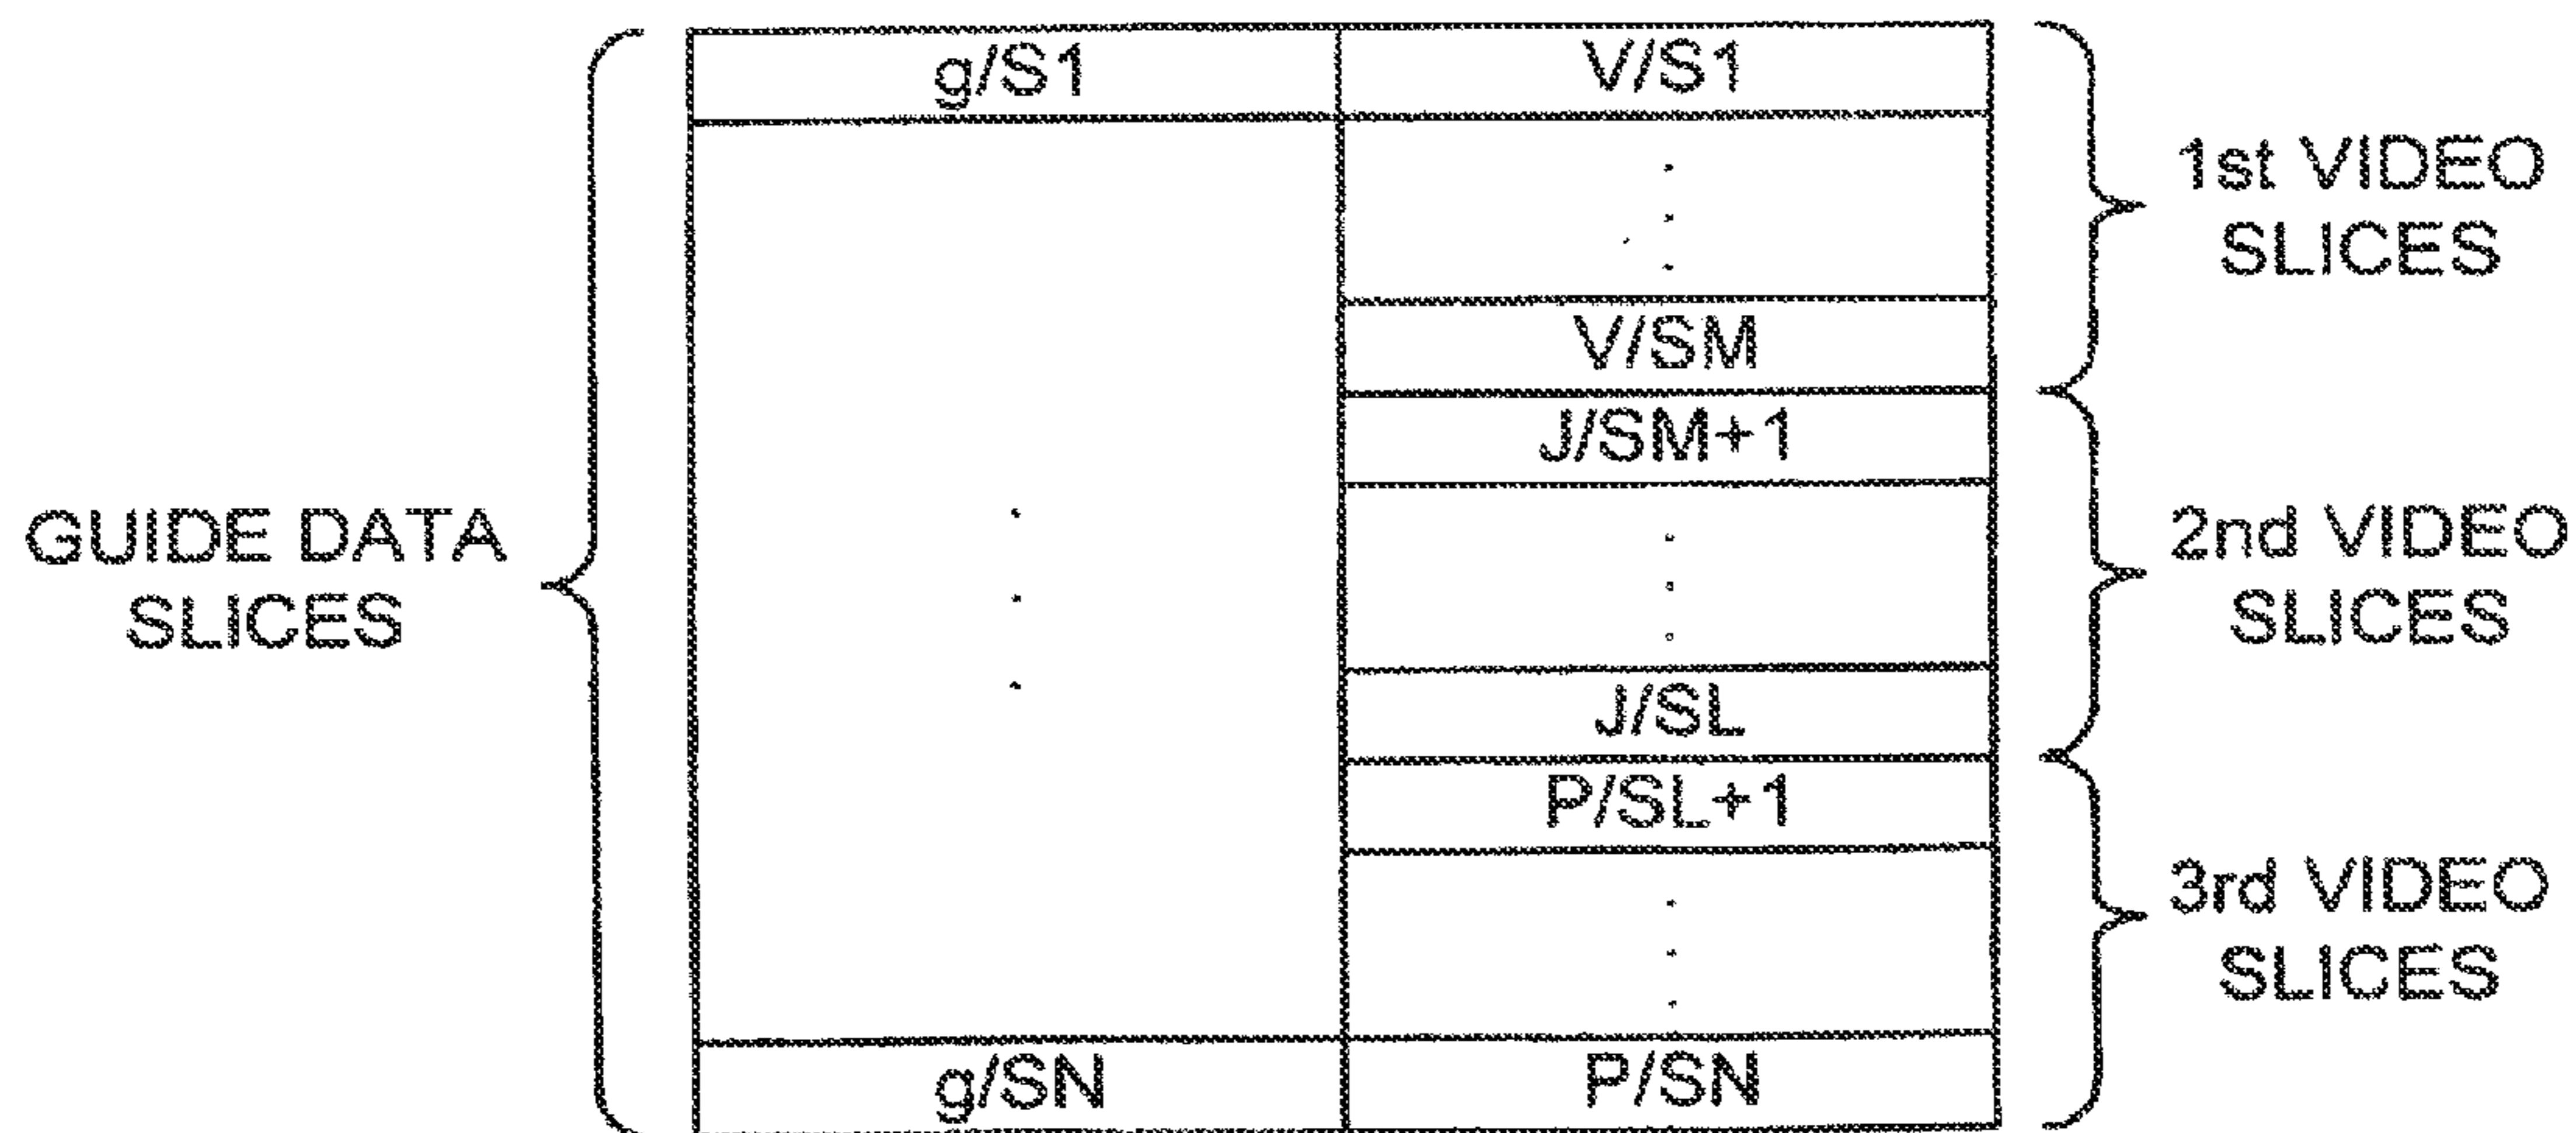 g/S1
V/S1
V/SM
J/SM+1
J/SL
P/SL+1
g/SN
P/SN
GUIDE DATA
SLICES
1st VIDEO
SLICES
2nd VIDEO
SLICES
3rd VIDEO
SLICES